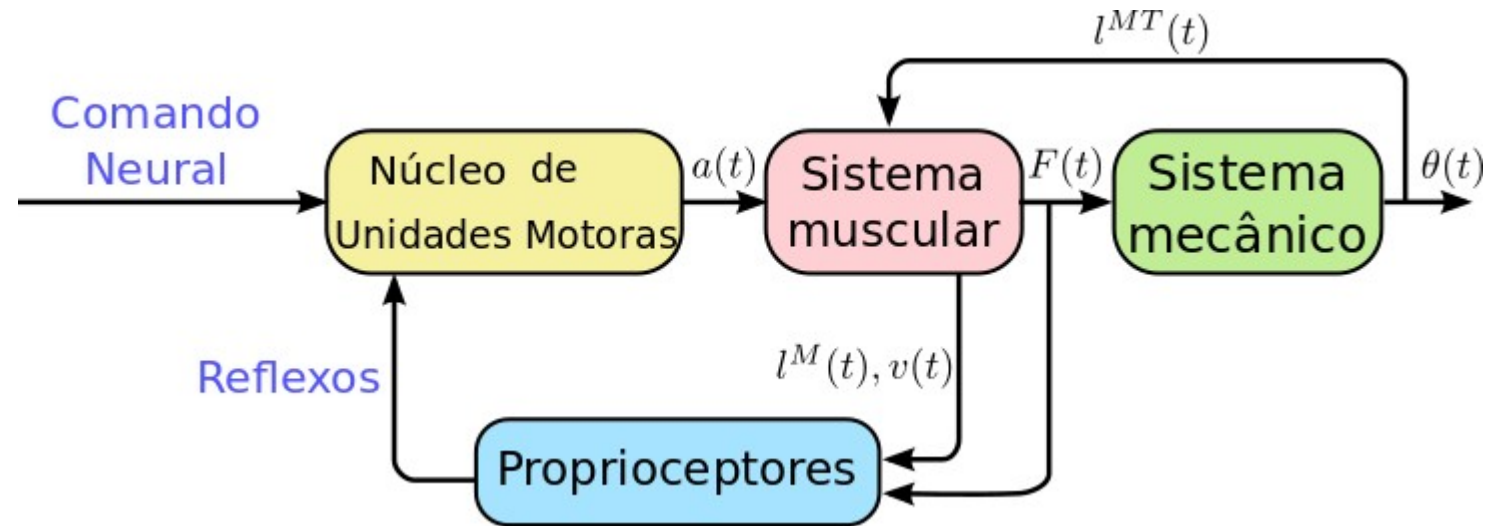 l^{MT}(t)
Comando
Neural
Núcleo de
Unidades Motoras
a(t)
Sistema
muscular
F(t)
Sistema
mecânico
θ(t)
l^{M}(t), v(t)
Reflexos
Proprioceptores